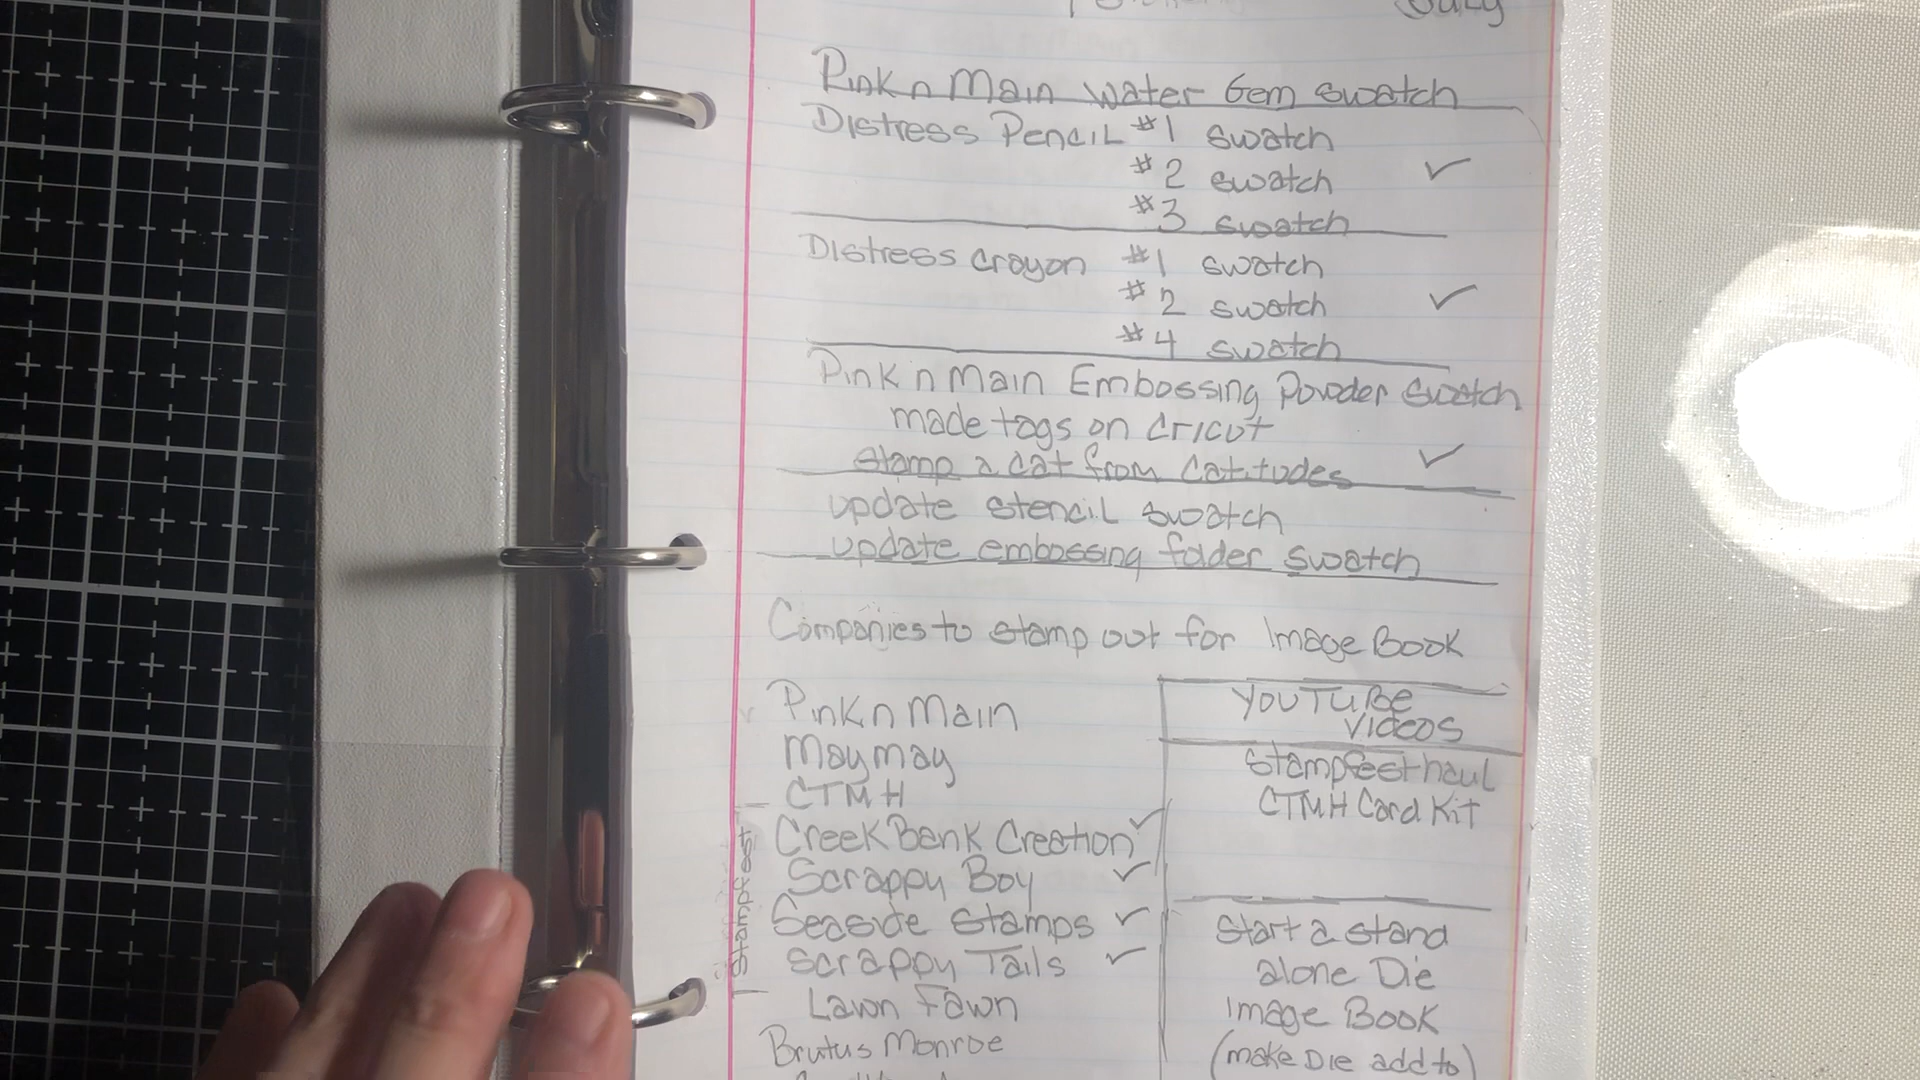 July
Pink n Main Water Gem swatch
Distress Pencil #1 swatch
#2 swatch ✓
#3 swatch
Distress Crayon #1 swatch
#2 swatch ✓
#4 swatch
Pink n Main Embossing Powder swatch
made tags on cricut
stamp a cat from Catitudes ✓
update stencil swatch
update embossing folder swatch
Companies to stamp out for Image Book
Pink n Main
May may
CTMH
Creek Bank Creation ✓
Scrappy Boy ✓
Seaside Stamps ✓
Scrappy Tails ✓
Lawn Fawn
Brutus Monroe
Stampfest
YouTube
Videos
Stampfest haul
CTMH Card Kit
Start a stand
alone Die
Image Book
(make Die add to)